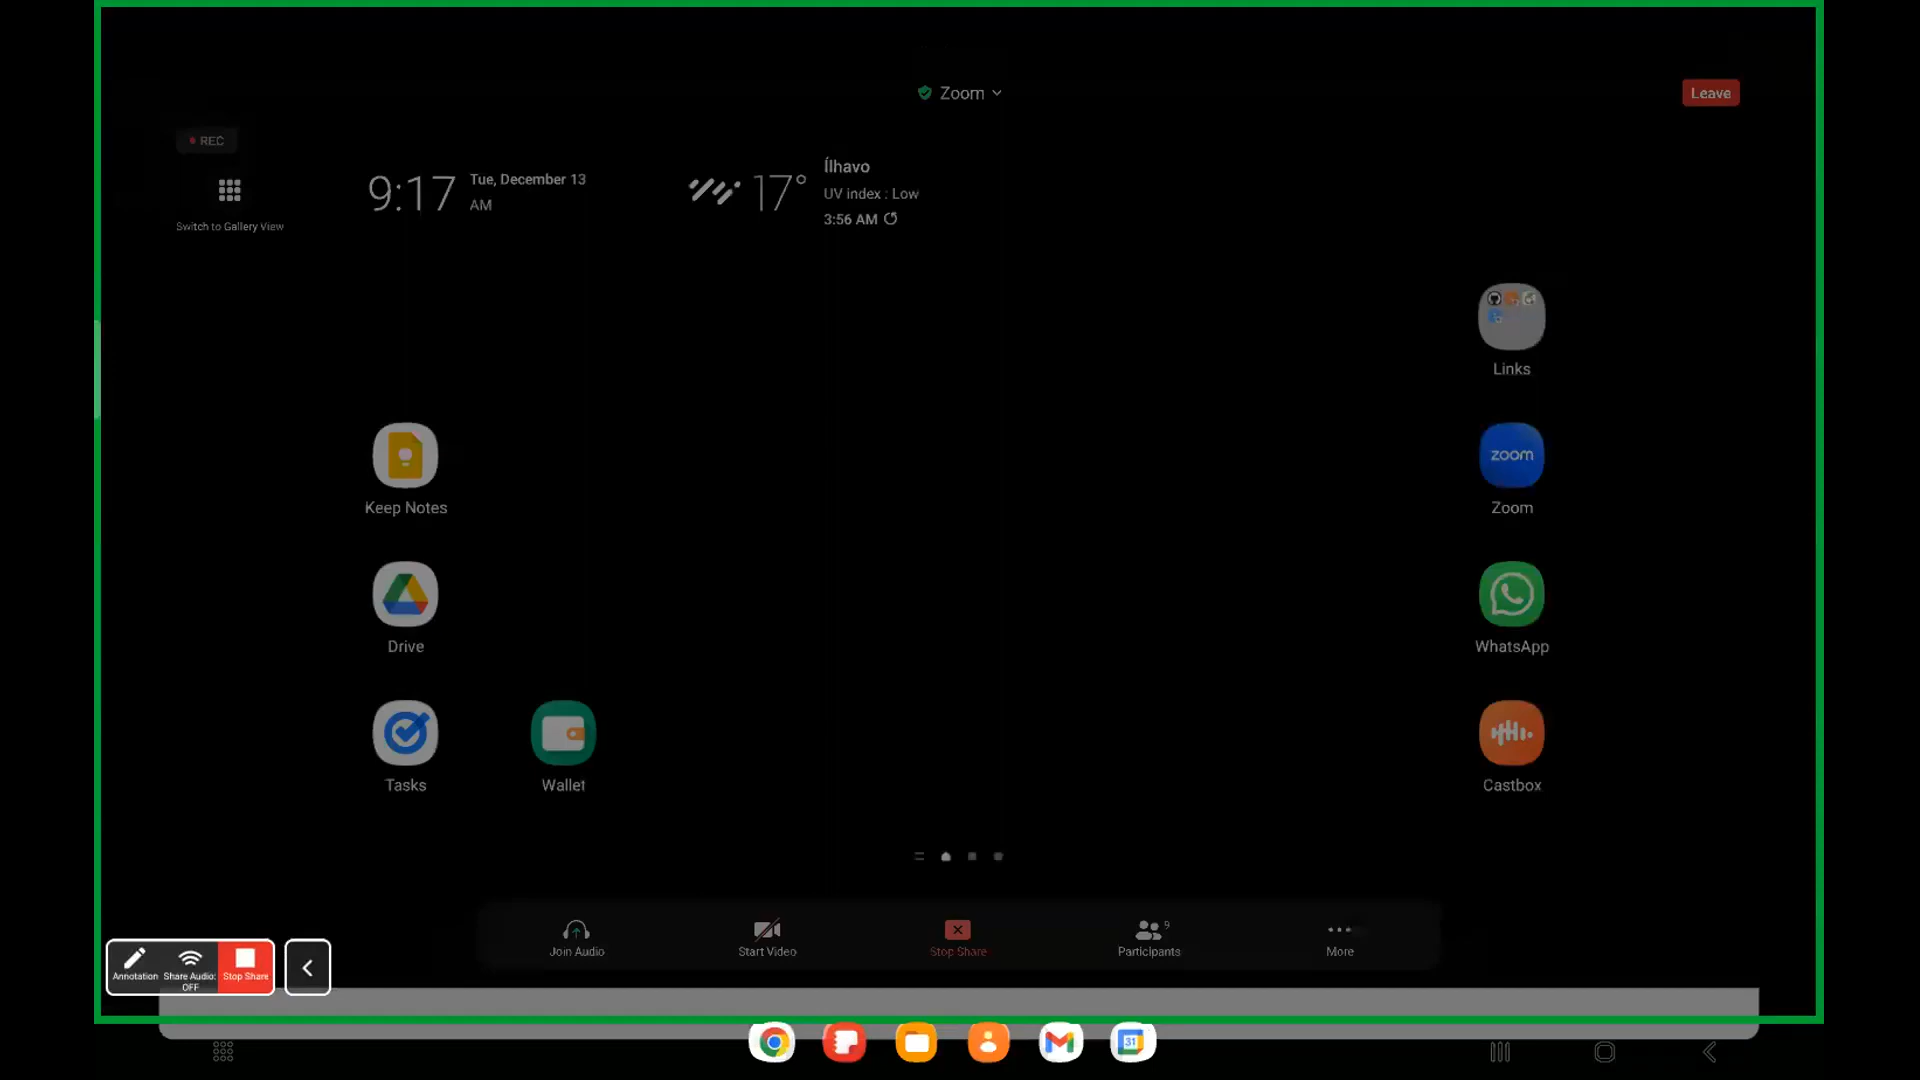 Zoom
Leave
REC
Switch to Gallery View
9:17
Tue, December 13
AM
17°
Ílhavo
UV index : Low
3:56 AM
Links
Keep Notes
zoom
Zoom
Drive
WhatsApp
Tasks
Wallet
Castbox
Join Audio
Start Video
Stop Share
9
Participants
More
Annotation
Share Audio:
OFF
Stop Share
31